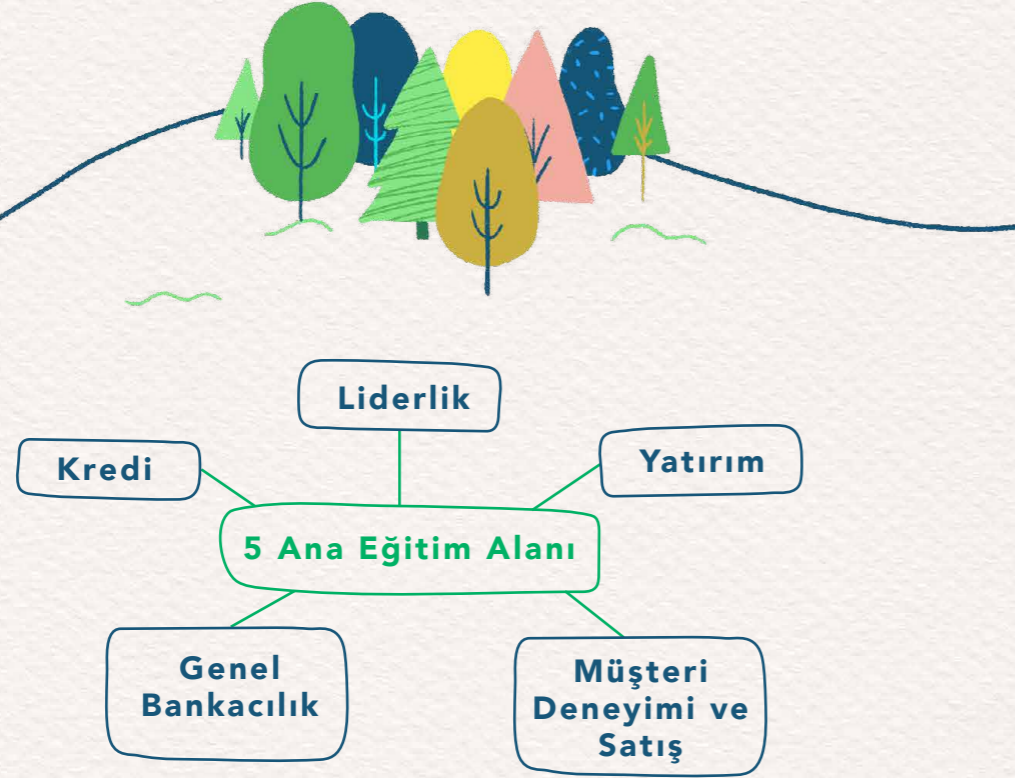 Liderlik
Kredi
Yatırım
5 Ana Eğitim Alanı
Genel
Bankacılık
Müşteri
Deneyimi ve
Satış